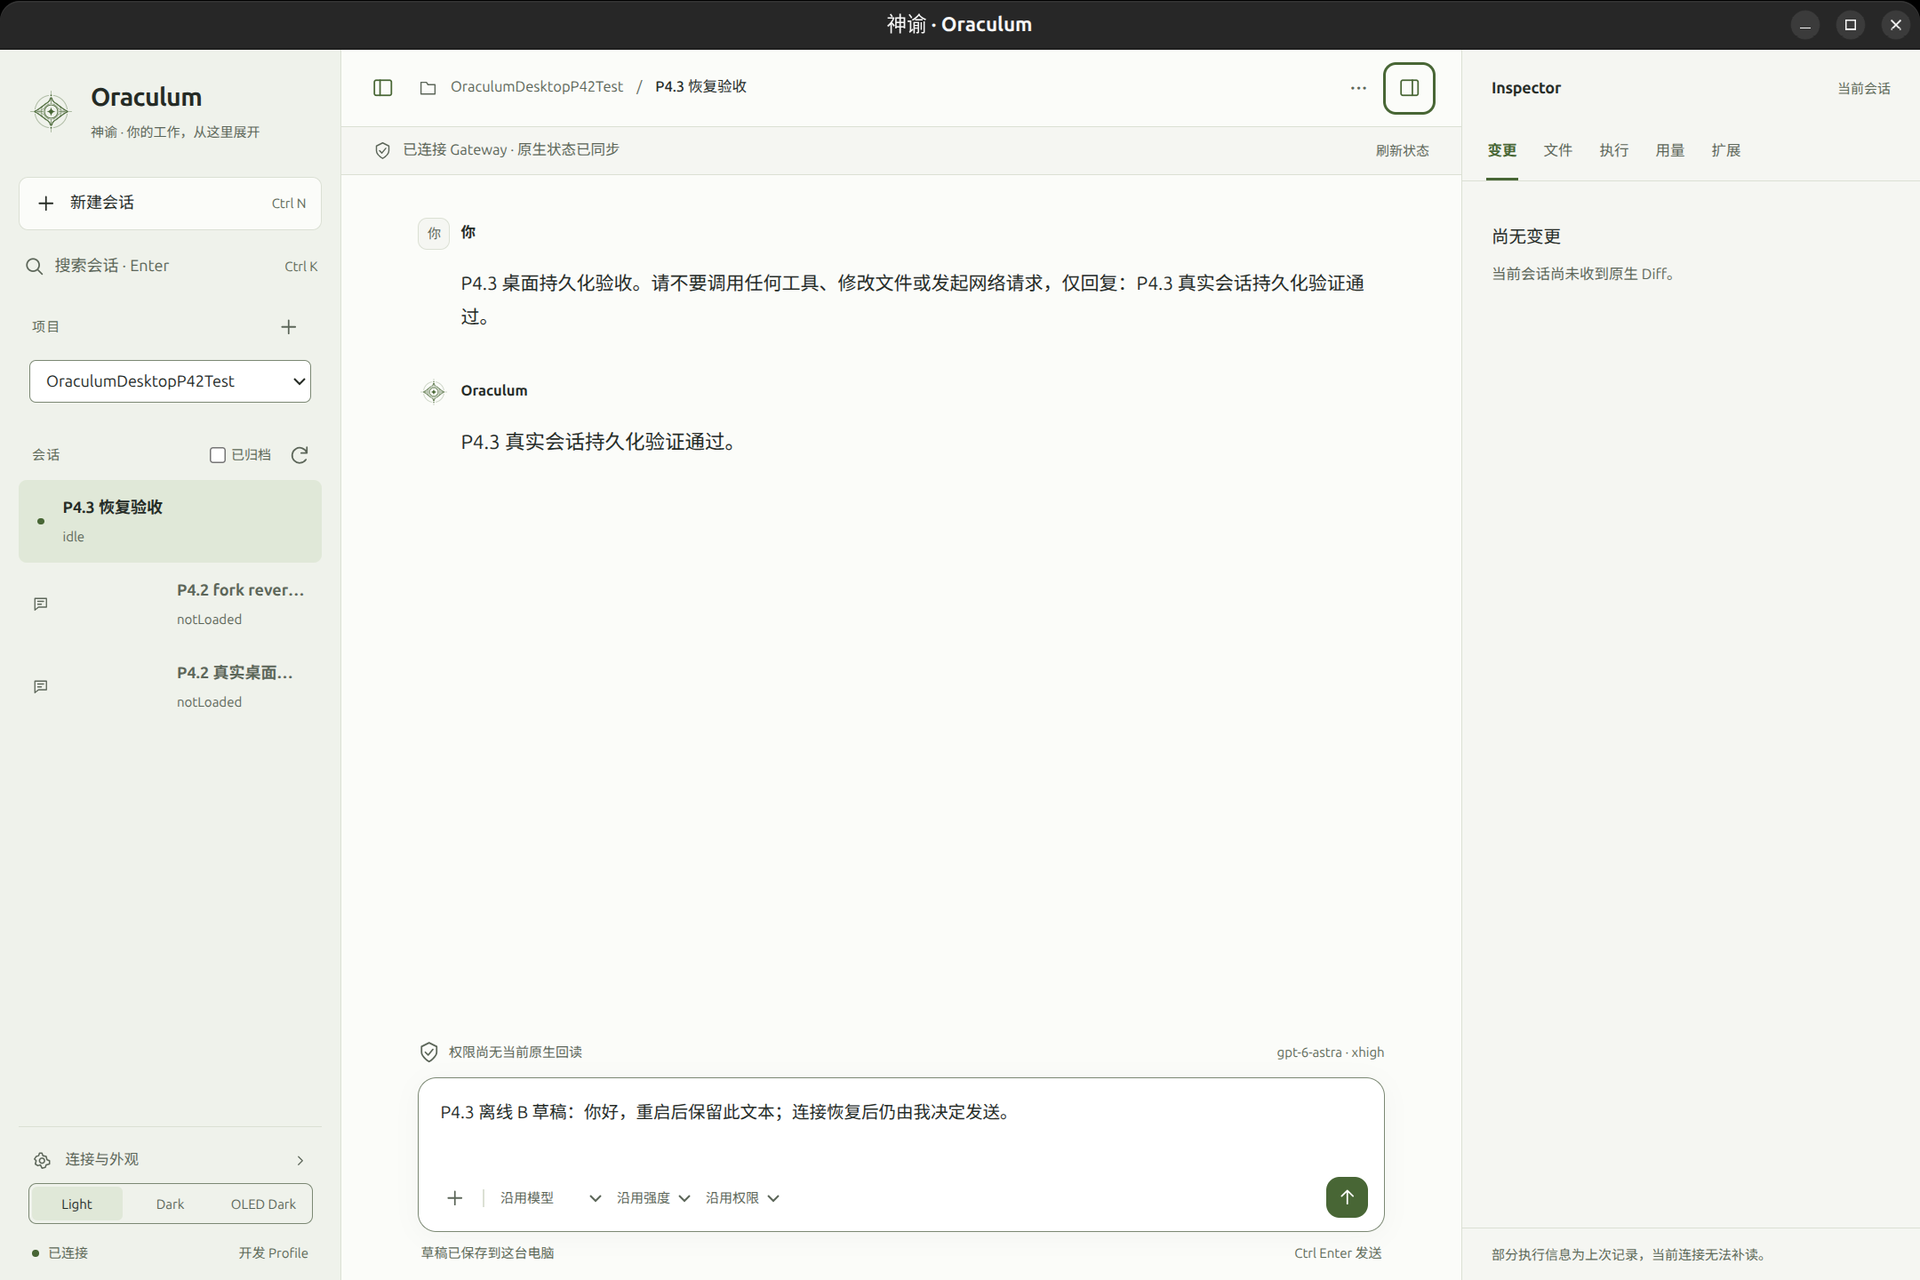 神谕 · Oraculum
Oraculum
神谕 · 你的工作，从这里展开
新建会话 Ctrl N
搜索会话 · Enter Ctrl K
项目
OraculumDesktopP42Test
会话 已归档
P4.3 恢复验收
idle
P4.2 fork rever...
notLoaded
P4.2 真实桌面...
notLoaded
连接与外观
Light Dark OLED Dark
已连接 开发 Profile
OraculumDesktopP42Test / P4.3 恢复验收
已连接 Gateway · 原生状态已同步 刷新状态
你 你
P4.3 桌面持久化验收。请不要调用任何工具、修改文件或发起网络请求，仅回复：P4.3 真实会话持久化验证通
过。
Oraculum
P4.3 真实会话持久化验证通过。
权限尚无当前原生回读 gpt-6-astra · xhigh
P4.3 离线 B 草稿：你好，重启后保留此文本；连接恢复后仍由我决定发送。
沿用模型 沿用强度 沿用权限
草稿已保存到这台电脑 Ctrl Enter 发送
Inspector 当前会话
变更 文件 执行 用量 扩展
尚无变更
当前会话尚未收到原生 Diff。
部分执行信息为上次记录，当前连接无法补读。